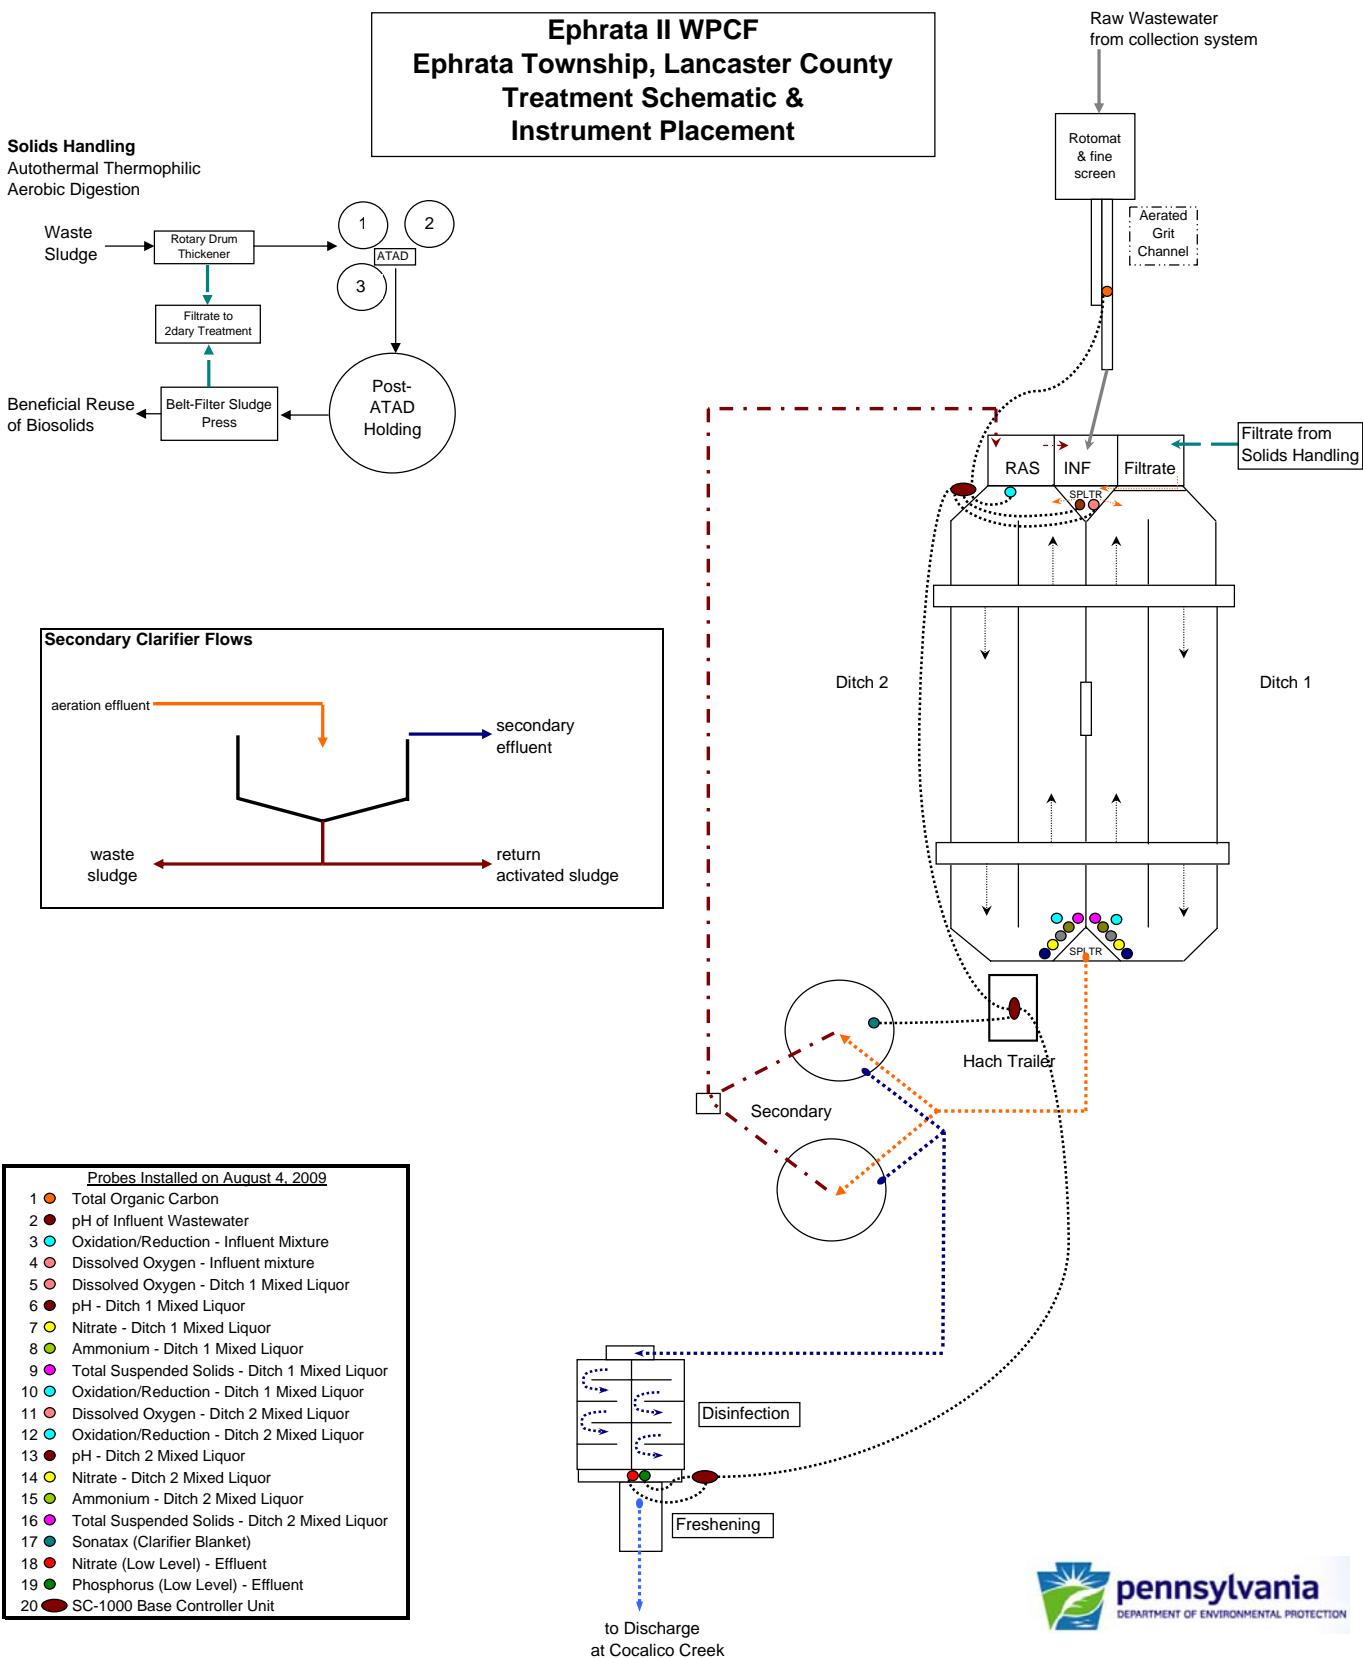 Ephrata II WPCF
Ephrata Township, Lancaster County
Treatment Schematic &
Instrument Placement
Raw Wastewater
from collection system
Rotomat
& fine
screen
Aerated
Grit
Channel
Solids Handling
Autothermal Thermophilic
Aerobic Digestion
Waste
Sludge
Rotary Drum
Thickener
1
2
3
ATAD
Filtrate to
2dary Treatment
Beneficial Reuse
of Biosolids
Belt-Filter Sludge
Press
Post-
ATAD
Holding
Filtrate from
Solids Handling
RAS
INF
Filtrate
SPLTR
Ditch 2
Ditch 1
SPLTR
Secondary Clarifier Flows
aeration effluent
secondary
effluent
waste
sludge
return
activated sludge
Hach Trailer
Secondary
Probes Installed on August 4, 2009
1 Total Organic Carbon
2 pH of Influent Wastewater
3 Oxidation/Reduction - Influent Mixture
4 Dissolved Oxygen - Influent mixture
5 Dissolved Oxygen - Ditch 1 Mixed Liquor
6 pH - Ditch 1 Mixed Liquor
7 Nitrate - Ditch 1 Mixed Liquor
8 Ammonium - Ditch 1 Mixed Liquor
9 Total Suspended Solids - Ditch 1 Mixed Liquor
10 Oxidation/Reduction - Ditch 1 Mixed Liquor
11 Dissolved Oxygen - Ditch 2 Mixed Liquor
12 Oxidation/Reduction - Ditch 2 Mixed Liquor
13 pH - Ditch 2 Mixed Liquor
14 Nitrate - Ditch 2 Mixed Liquor
15 Ammonium - Ditch 2 Mixed Liquor
16 Total Suspended Solids - Ditch 2 Mixed Liquor
17 Sonatax (Clarifier Blanket)
18 Nitrate (Low Level) - Effluent
19 Phosphorus (Low Level) - Effluent
20 SC-1000 Base Controller Unit
Disinfection
Freshening
to Discharge
at Cocalico Creek
pennsylvania
DEPARTMENT OF ENVIRONMENTAL PROTECTION